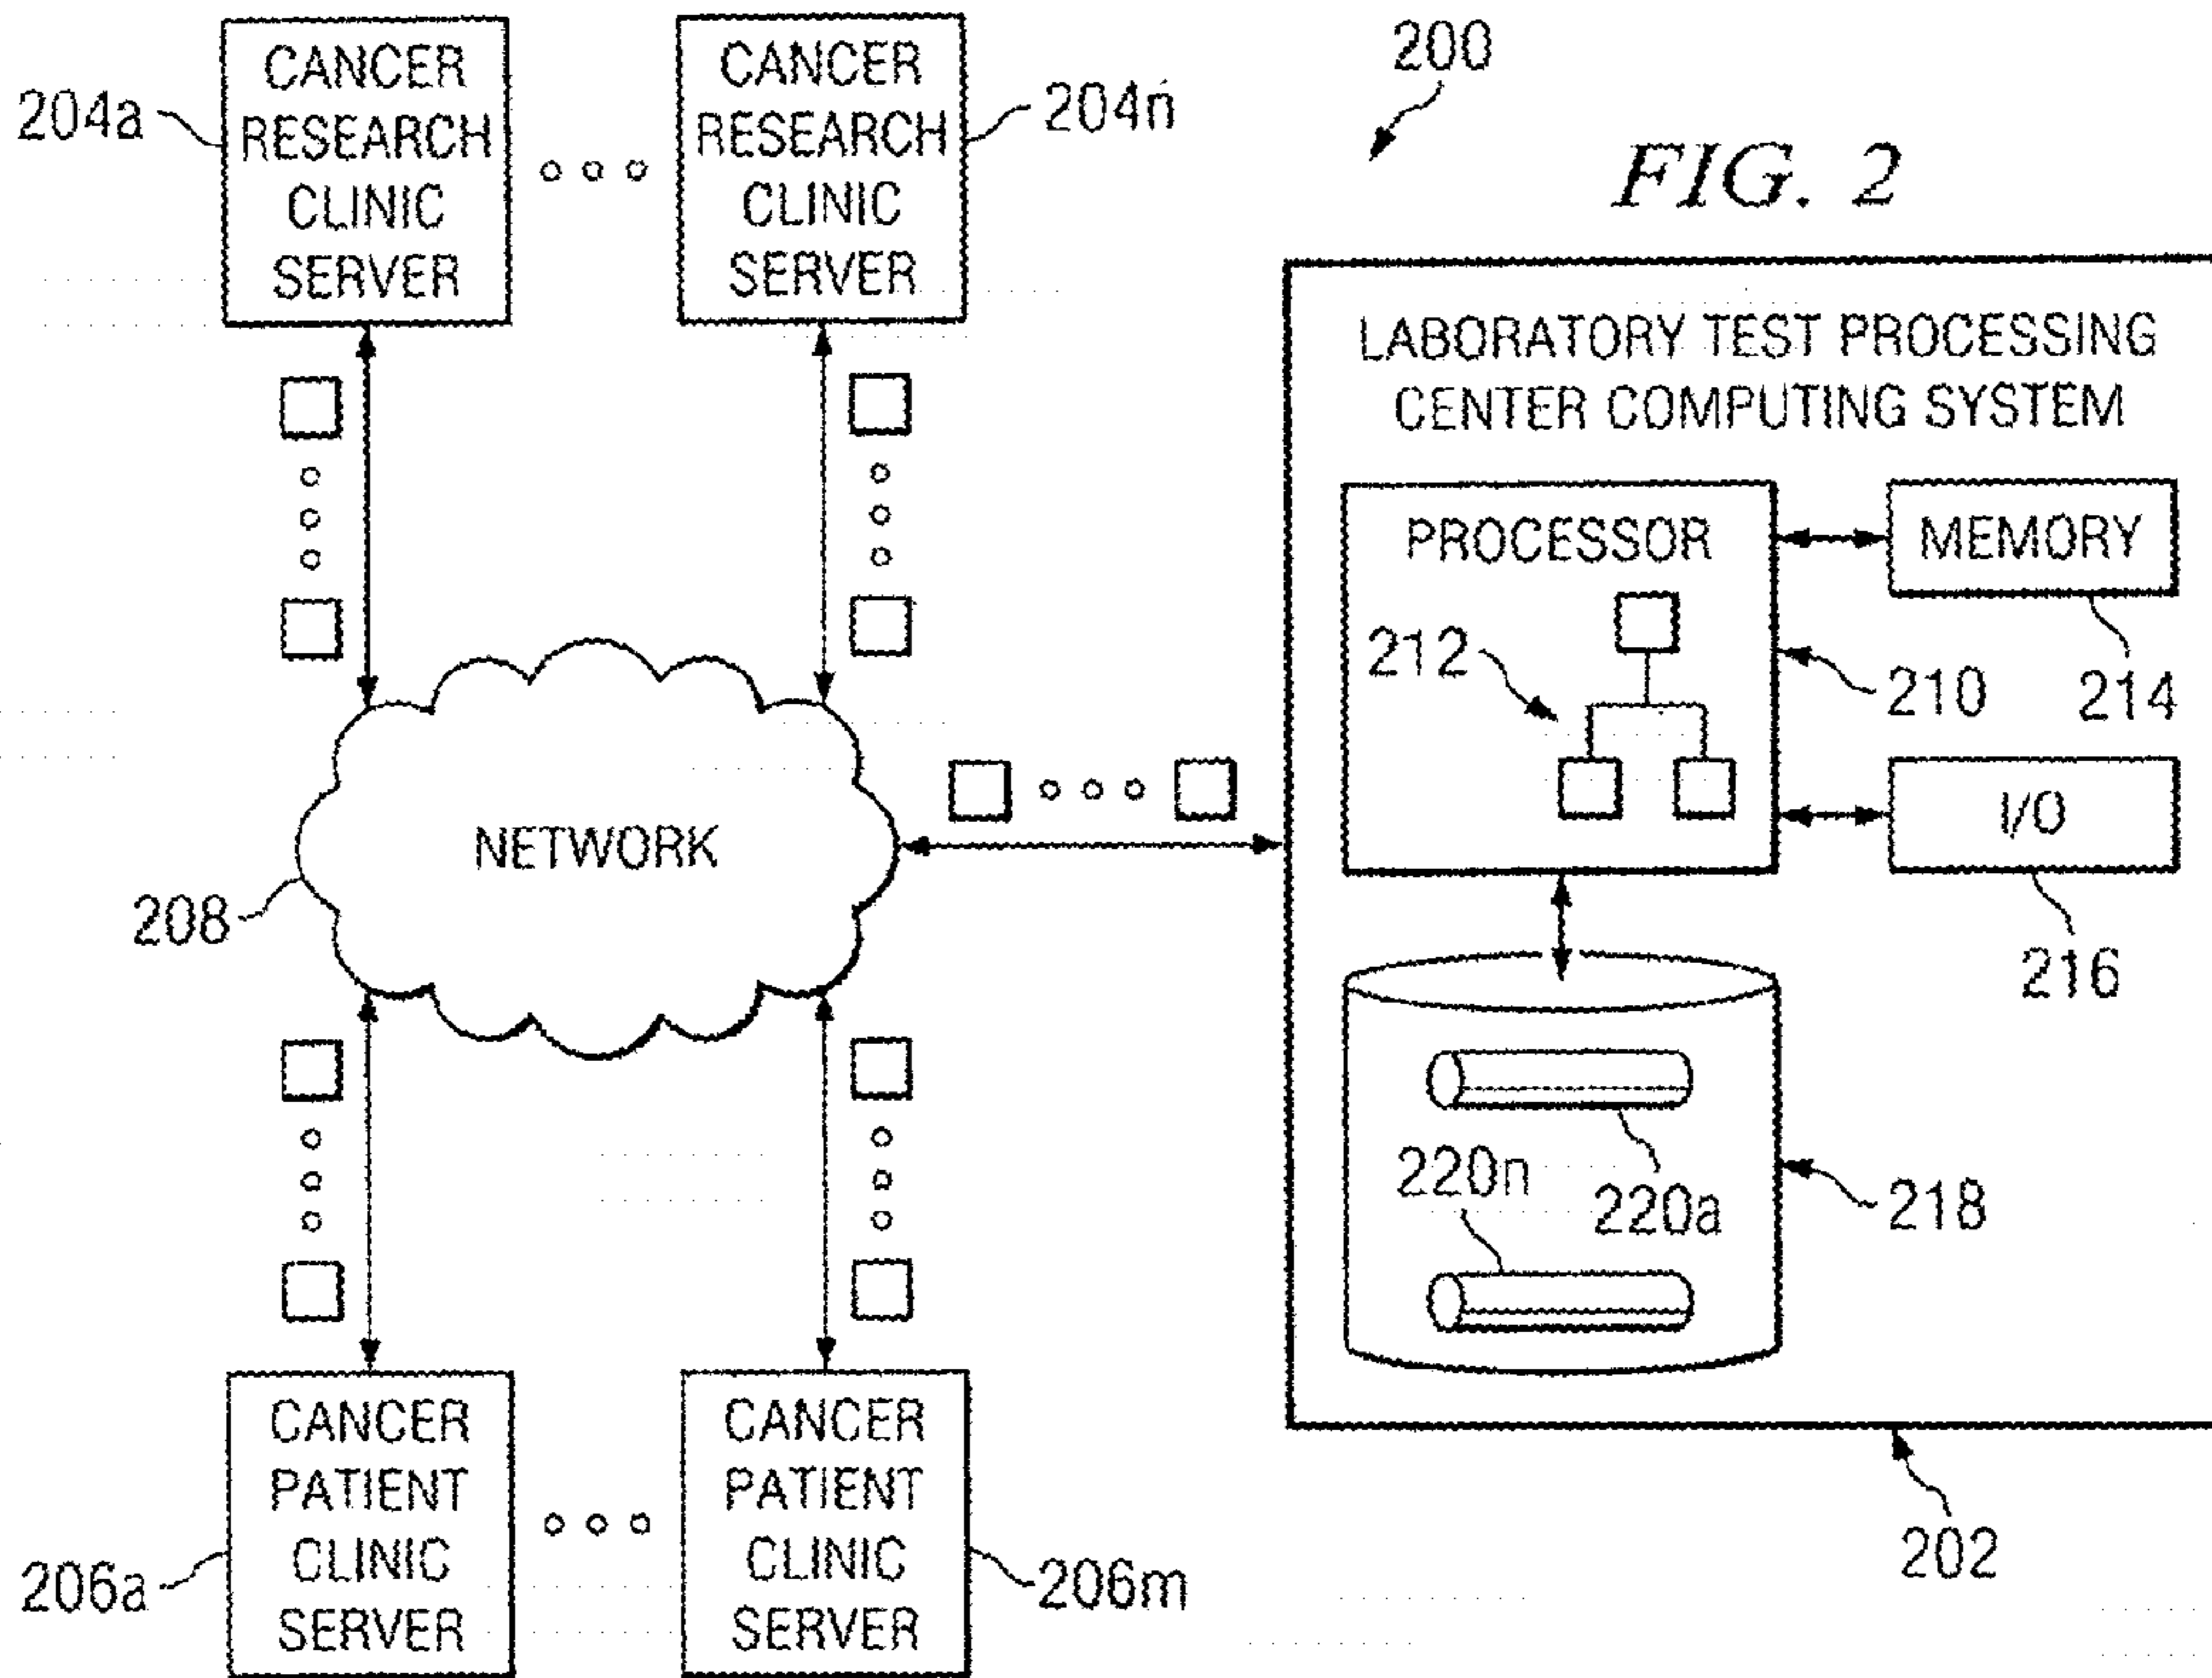 CANCER
RESEARCH
CLINIC
SERVER
204a
CANCER
RESEARCH
CLINIC
SERVER
204n
200
FIG. 2
LABORATORY TEST PROCESSING
CENTER COMPUTING SYSTEM
PROCESSOR
MEMORY
212
210
214
I/O
216
NETWORK
208
220n
220a
218
CANCER
PATIENT
CLINIC
SERVER
206a
CANCER
PATIENT
CLINIC
SERVER
206m
202